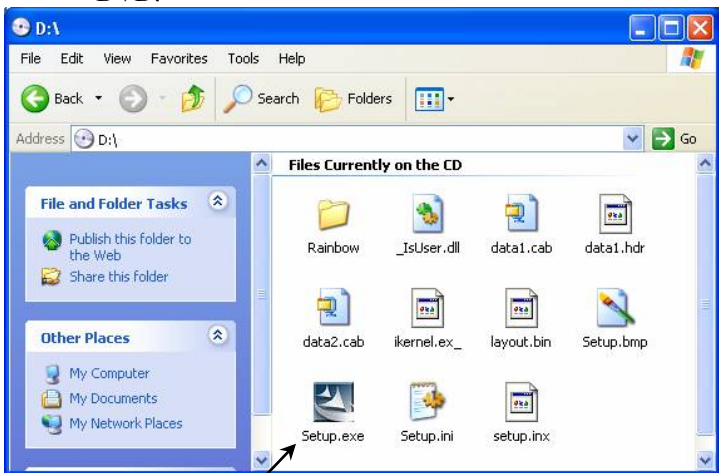 D:\
File Edit View Favorites Tools Help
Back Search Folders
Address D:\ Go
Files Currently on the CD
File and Folder Tasks
Publish this folder to
the Web
Share this folder
Other Places
My Computer
My Documents
My Network Places
Rainbow _IsUser.dll data1.cab data1.hdr
data2.cab ikernel.ex_ layout.bin Setup.bmp
Setup.exe Setup.ini setup.inx